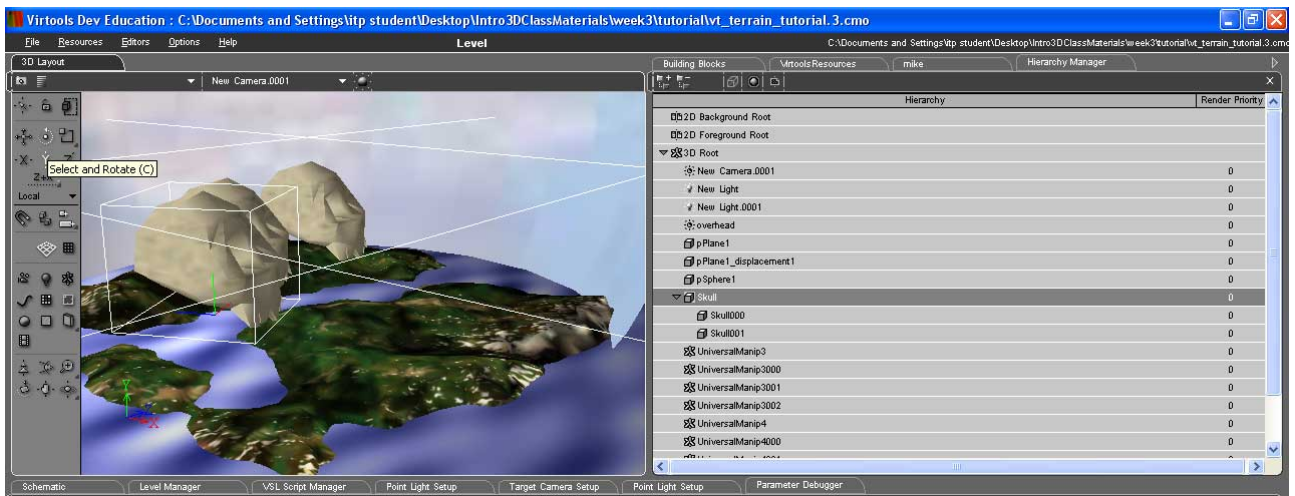 Virtools Dev Education : C:\Documents and Settings\itp student\Desktop\Intro3DClassMaterials\week3\tutorial\vt_terrain_tutorial.3.cmo
File Resources Editors Options Help Level C:\Documents and Settings\itp student\Desktop\Intro3DClassMaterials\week3\tutorial\vt_terrain_tutorial.3.cmo
3D Layout
Building Blocks VirtoolsResources mike Hierarchy Manager
New Camera.0001
Hierarchy Render Priority
2D Background Root
2D Foreground Root
3D Root
New Camera.0001 0
New Light 0
New Light.0001 0
overhead 0
pPlane1 0
pPlane1_displacement1 0
pSphere1 0
Skull 0
Skull000 0
Skull001 0
UniversalManip3 0
UniversalManip3000 0
UniversalManip3001 0
UniversalManip3002 0
UniversalManip4 0
UniversalManip4000 0
X Y Z
Select and Rotate (C)
Local
Y
Z
X
Schematic Level Manager VSL Script Manager Point Light Setup Target Camera Setup Point Light Setup Parameter Debugger